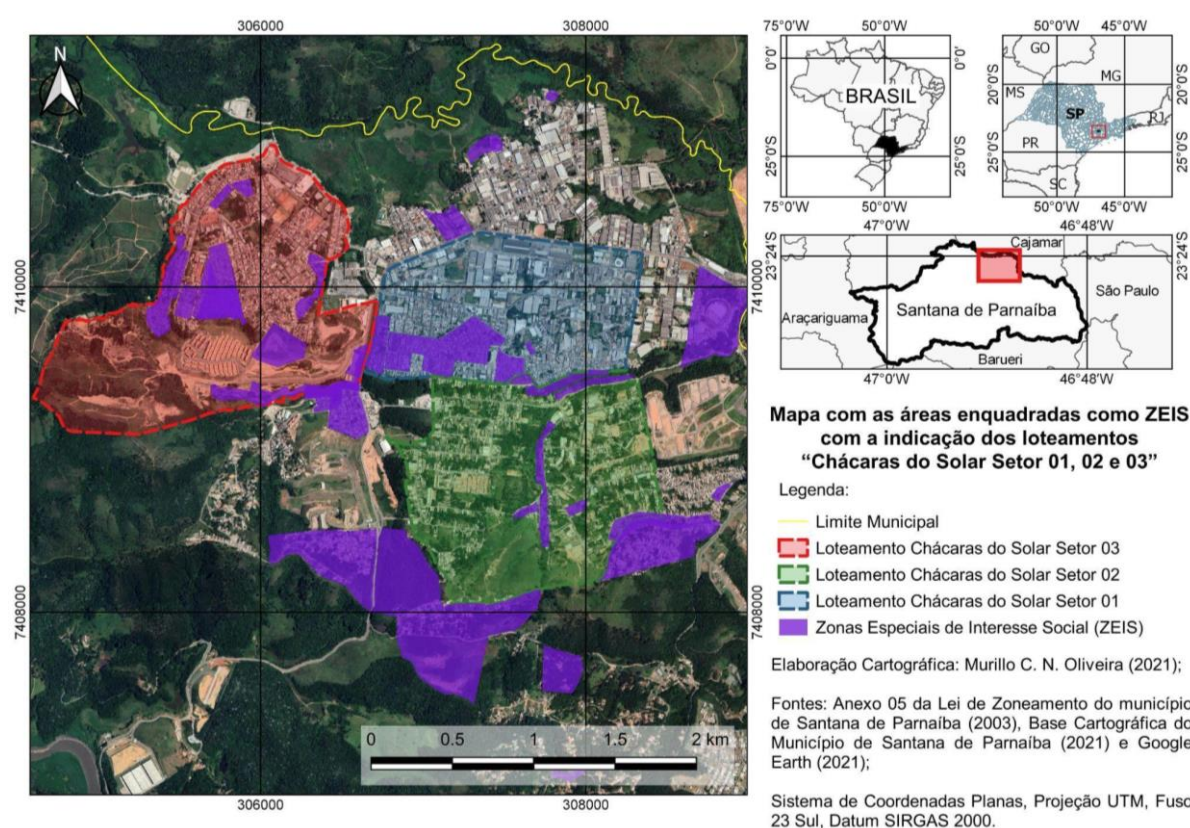 306000
308000
N
7410000
7410000
7408000
7408000
0 0.5 1 1.5 2 km
306000
308000
75°0'W
50°0'W
0°0'
0°0'
BRASIL
25°0'S
25°0'S
75°0'W
50°0'W
50°0'W
45°0'W
GO
MG
MS
20°0'S
20°0'S
SP
RJ
PR
25°0'S
25°0'S
SC
50°0'W
45°0'W
47°0'W
46°48'W
23°24'S
23°24'S
Cajamar
São Paulo
Santana de Parnaíba
Araçariguama
Barueri
47°0'W
46°48'W
Mapa com as áreas enquadradas como ZEIS
com a indicação dos loteamentos
“Chácaras do Solar Setor 01, 02 e 03”
Legenda:
Limite Municipal
Loteamento Chácaras do Solar Setor 03
Loteamento Chácaras do Solar Setor 02
Loteamento Chácaras do Solar Setor 01
Zonas Especiais de Interesse Social (ZEIS)
Elaboração Cartográfica: Murillo C. N. Oliveira (2021);
Fontes: Anexo 05 da Lei de Zoneamento do município
de Santana de Parnaíba (2003), Base Cartográfica do
Município de Santana de Parnaíba (2021) e Google
Earth (2021);
Sistema de Coordenadas Planas, Projeção UTM, Fuso
23 Sul, Datum SIRGAS 2000.